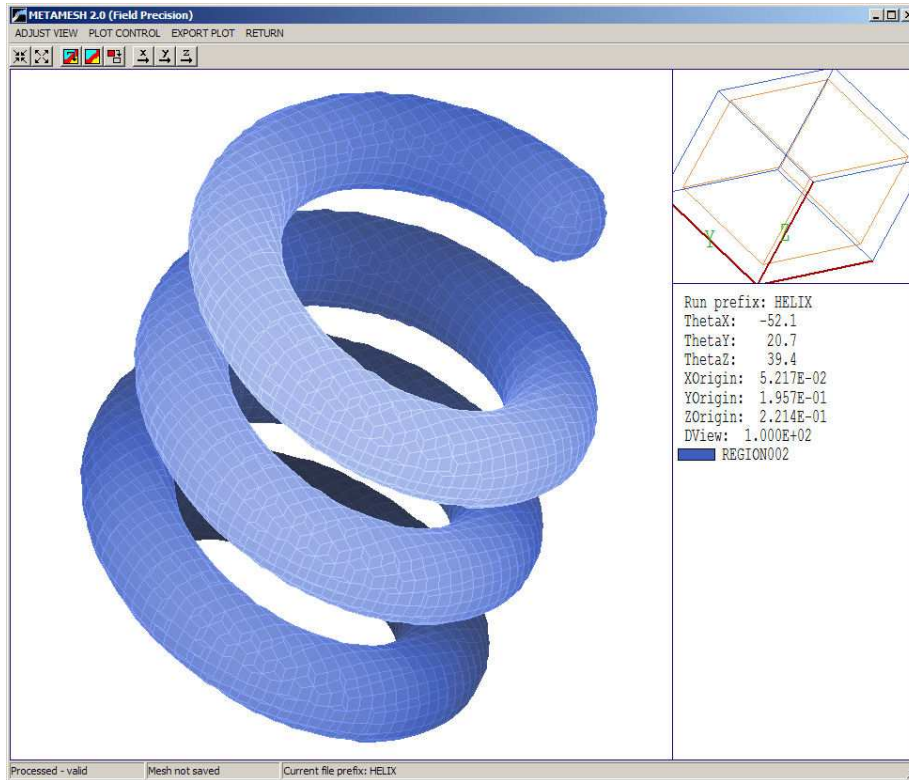 METAMESH 2.0 (Field Precision)
ADJUST VIEW PLOT CONTROL EXPORT PLOT RETURN
X Y Z
Y Z
Run prefix: HELIX
ThetaX: -52.1
ThetaY: 20.7
ThetaZ: 39.4
XOrigin: 5.217E-02
YOrigin: 1.957E-01
ZOrigin: 2.214E-01
DView: 1.000E+02
REGION002
Processed - valid Mesh not saved Current file prefix: HELIX